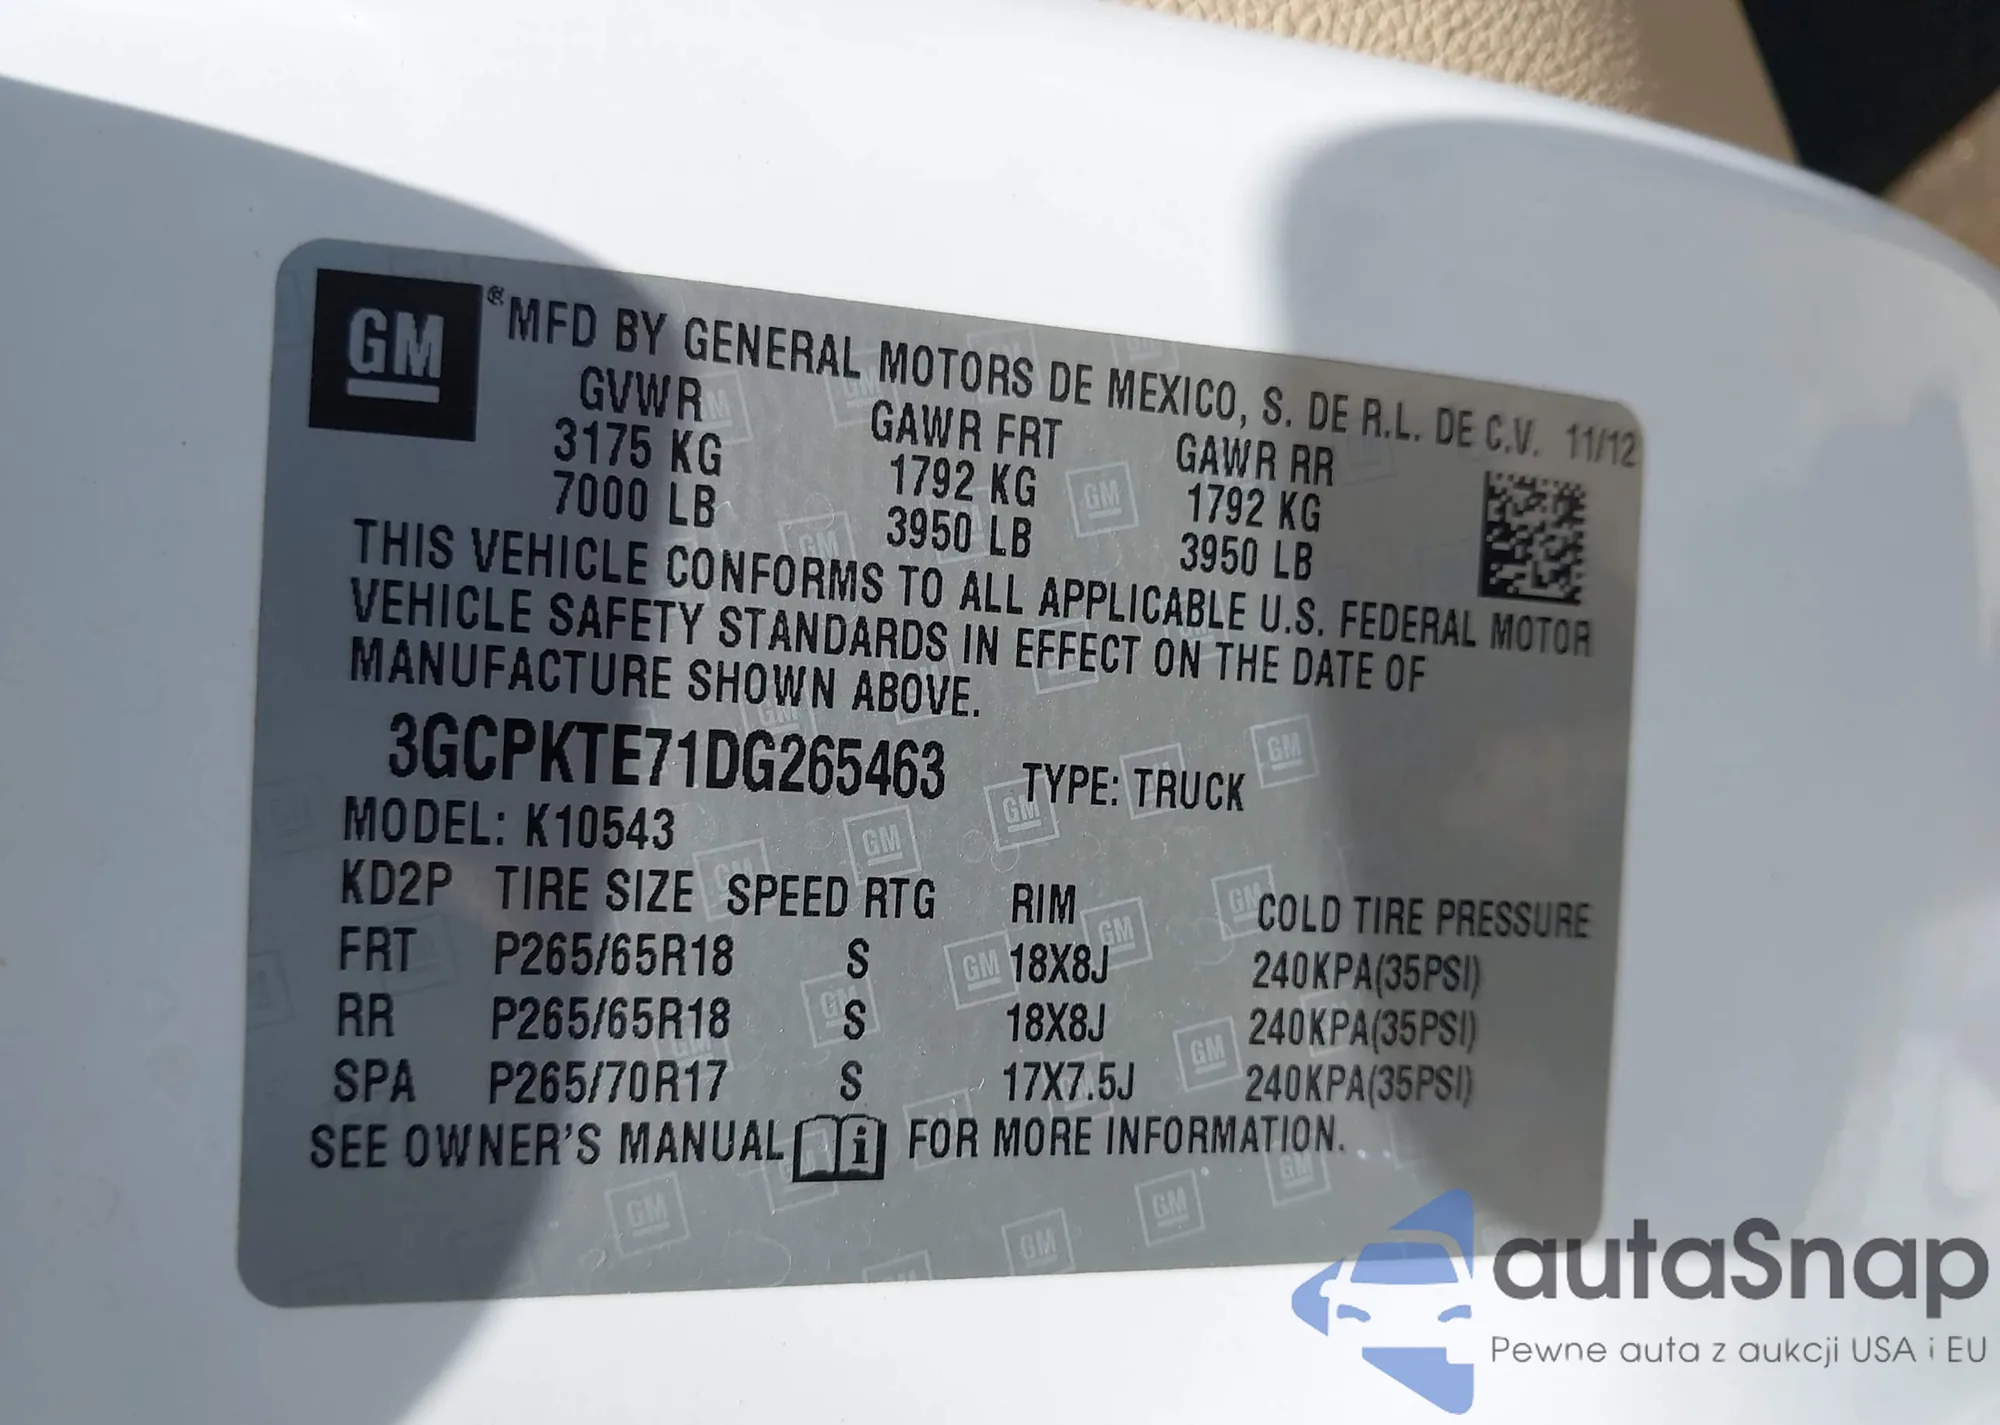 GM ® MFD BY GENERAL MOTORS DE MEXICO, S. DE R.L. DE C.V. 11/12
GVWR GAWR FRT GAWR RR
3175 KG 1792 KG 1792 KG
7000 LB 3950 LB 3950 LB
THIS VEHICLE CONFORMS TO ALL APPLICABLE U.S. FEDERAL MOTOR
VEHICLE SAFETY STANDARDS IN EFFECT ON THE DATE OF
MANUFACTURE SHOWN ABOVE.
3GCPKTE71DG265463 TYPE: TRUCK
MODEL: K10543
KD2P TIRE SIZE SPEED RTG RIM COLD TIRE PRESSURE
FRT P265/65R18 S 18X8J 240KPA(35PSI)
RR P265/65R18 S 18X8J 240KPA(35PSI)
SPA P265/70R17 S 17X7.5J 240KPA(35PSI)
SEE OWNER'S MANUAL i FOR MORE INFORMATION.
autaSnap
Pewne auta z aukcji USA i EU